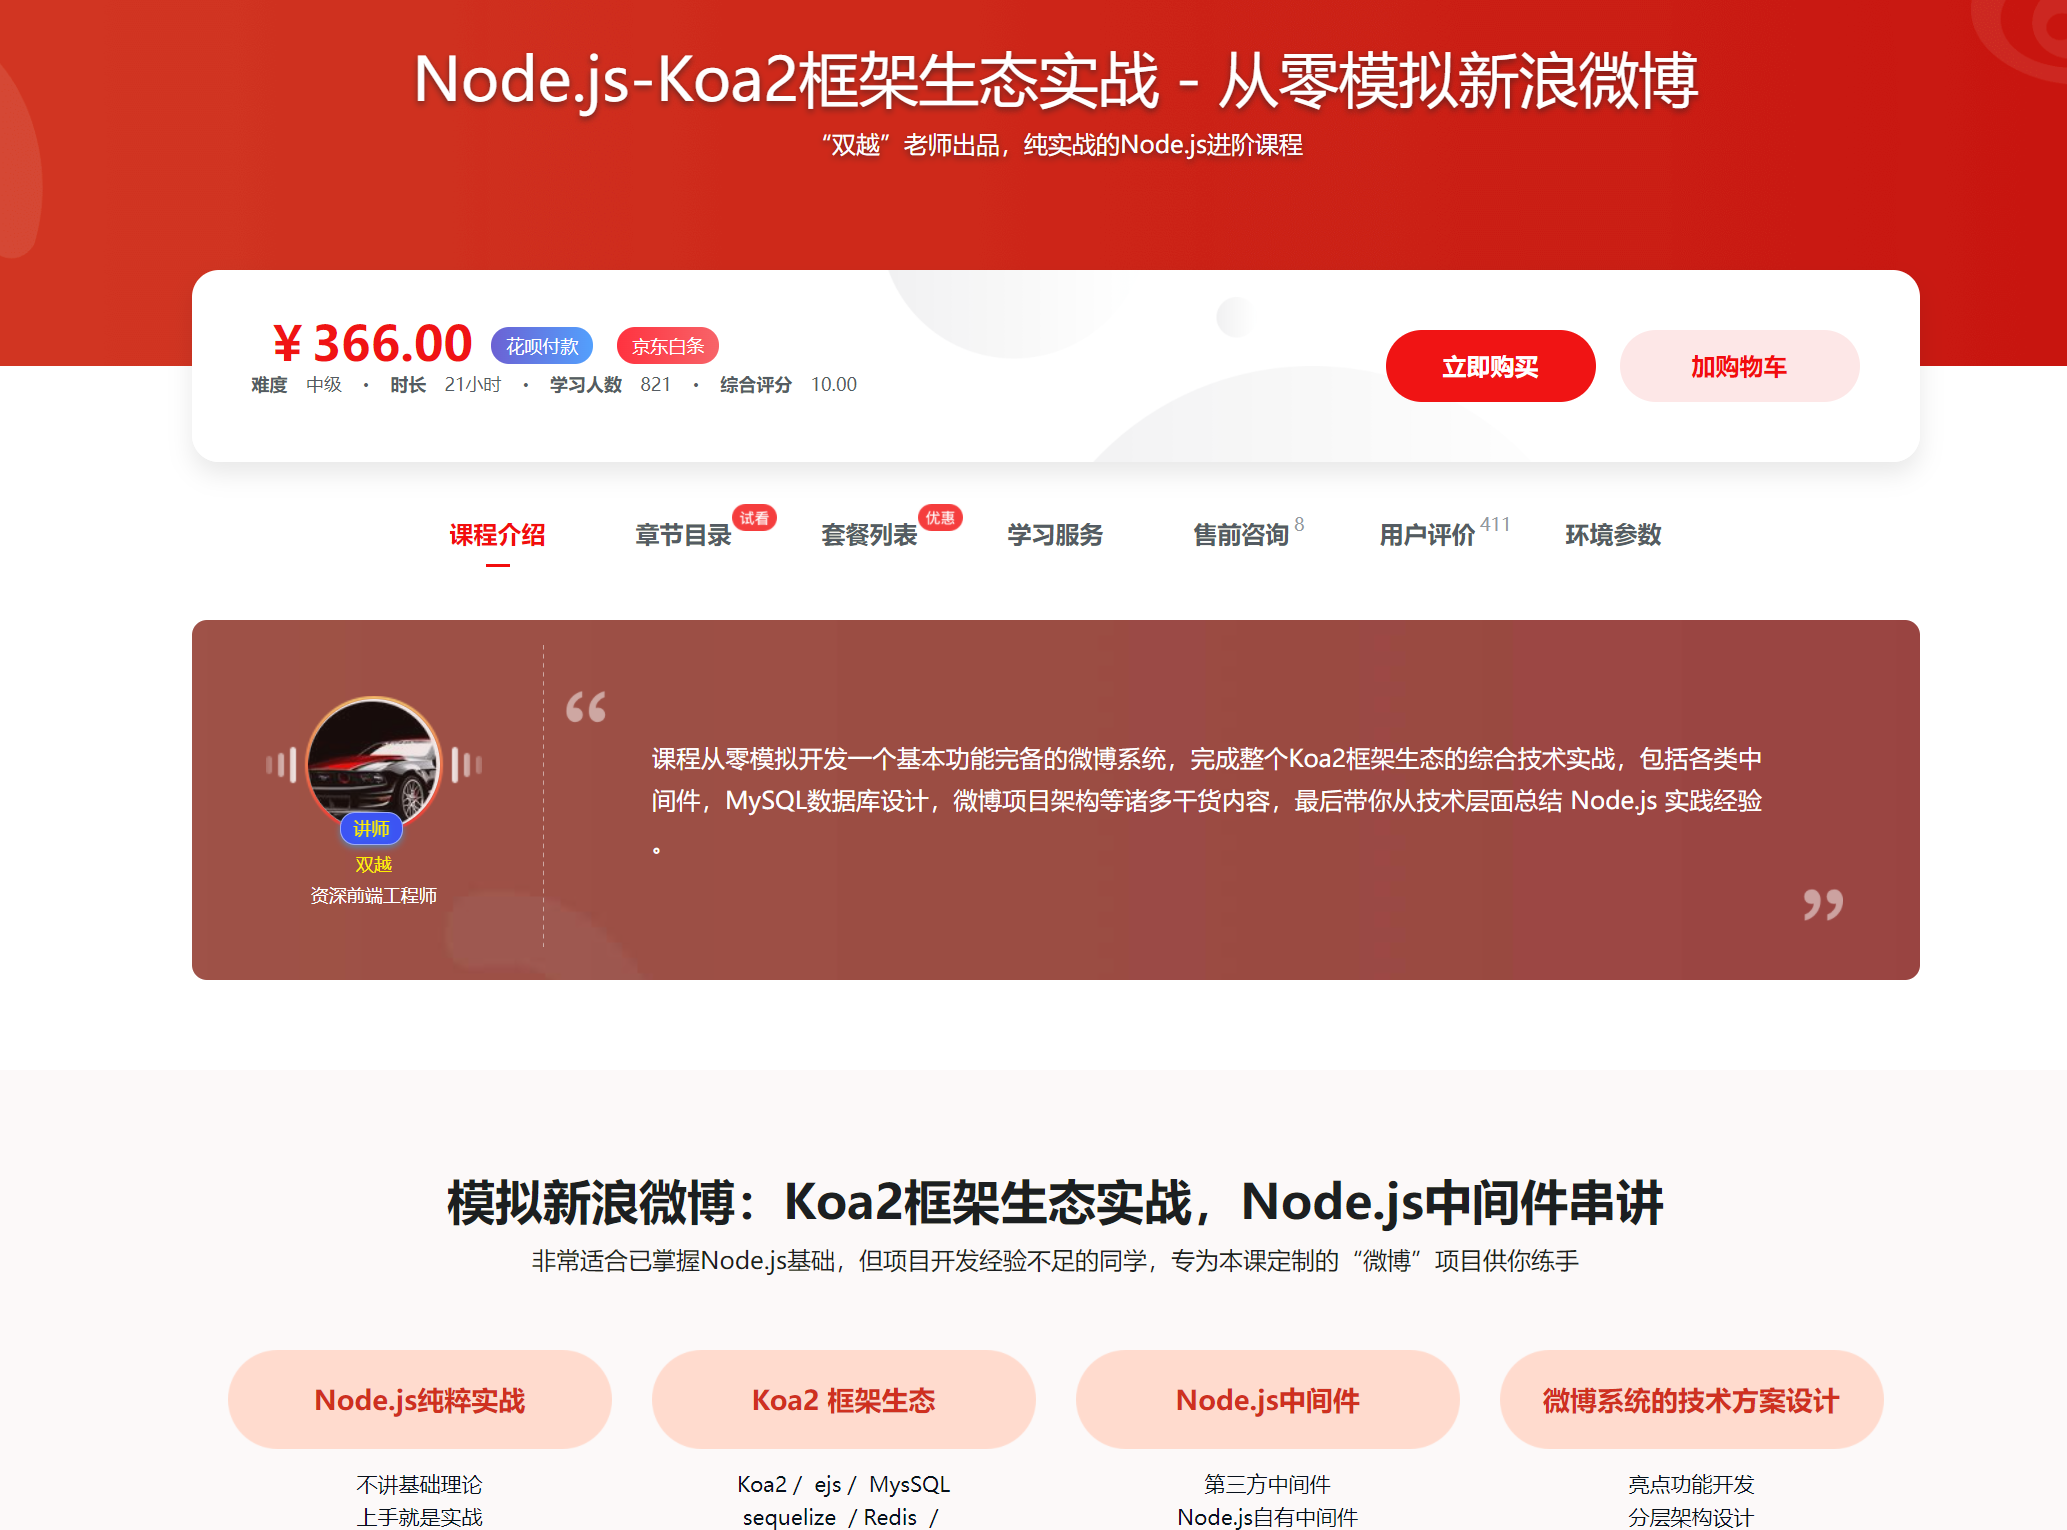 Node.js-Koa2框架生态实战 - 从零模拟新浪微博
“双越”老师出品，纯实战的Node.js进阶课程
￥366.00 花呗付款 京东白条
难度 中级 · 时长 21小时 · 学习人数 821 · 综合评分 10.00
立即购买 加购物车
课程介绍 章节目录 试看 套餐列表 优惠 学习服务 售前咨询 8 用户评价 411 环境参数
“
课程从零模拟开发一个基本功能完备的微博系统，完成整个Koa2框架生态的综合技术实战，包括各类中
间件，MySQL数据库设计，微博项目架构等诸多干货内容，最后带你从技术层面总结 Node.js 实践经验
。
”
讲师
双越
资深前端工程师
模拟新浪微博：Koa2框架生态实战，Node.js中间件串讲
非常适合已掌握Node.js基础，但项目开发经验不足的同学，专为本课定制的“微博”项目供你练手
Node.js纯粹实战
不讲基础理论
上手就是实战
Koa2 框架生态
Koa2 / ejs / MysSQL
sequelize / Redis /
Node.js中间件
第三方中间件
Node.js自有中间件
微博系统的技术方案设计
亮点功能开发
分层架构设计